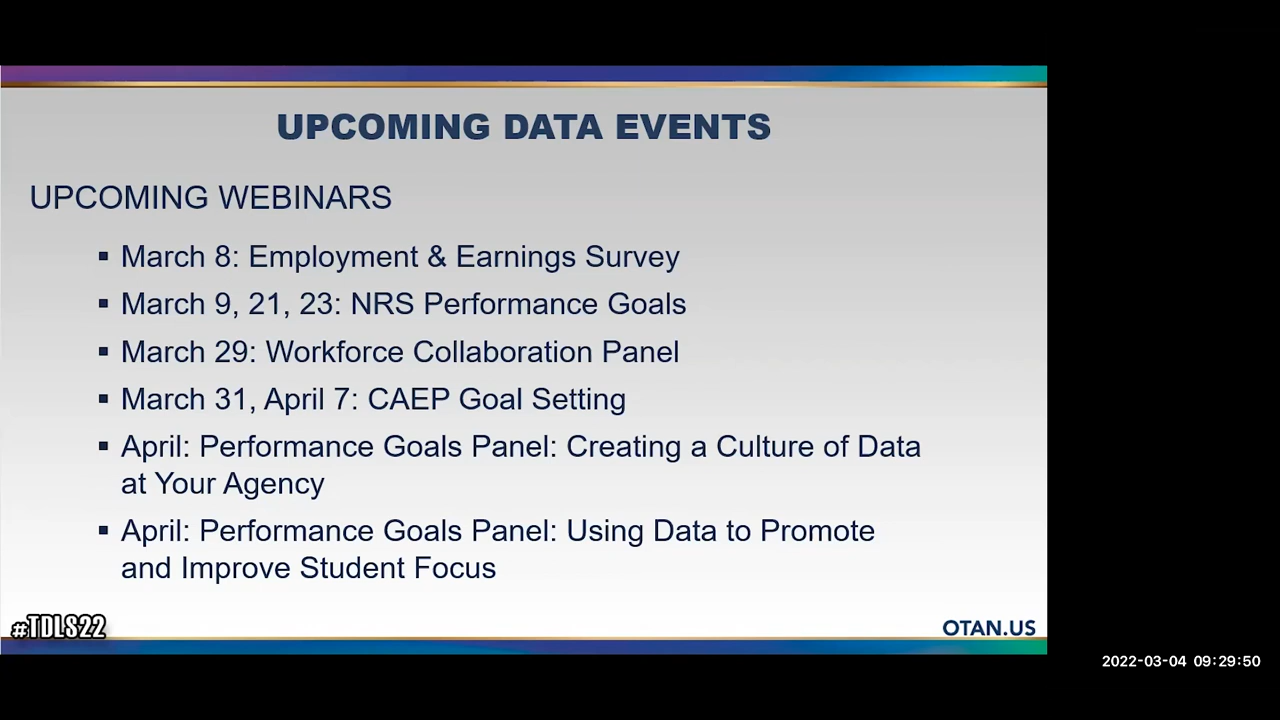 UPCOMING DATA EVENTS
UPCOMING WEBINARS
▪ March 8: Employment & Earnings Survey
▪ March 9, 21, 23: NRS Performance Goals
▪ March 29: Workforce Collaboration Panel
▪ March 31, April 7: CAEP Goal Setting
▪ April: Performance Goals Panel: Creating a Culture of Data
at Your Agency
▪ April: Performance Goals Panel: Using Data to Promote
and Improve Student Focus
#TDLS22
OTAN.US
2022-03-04 09:29:50